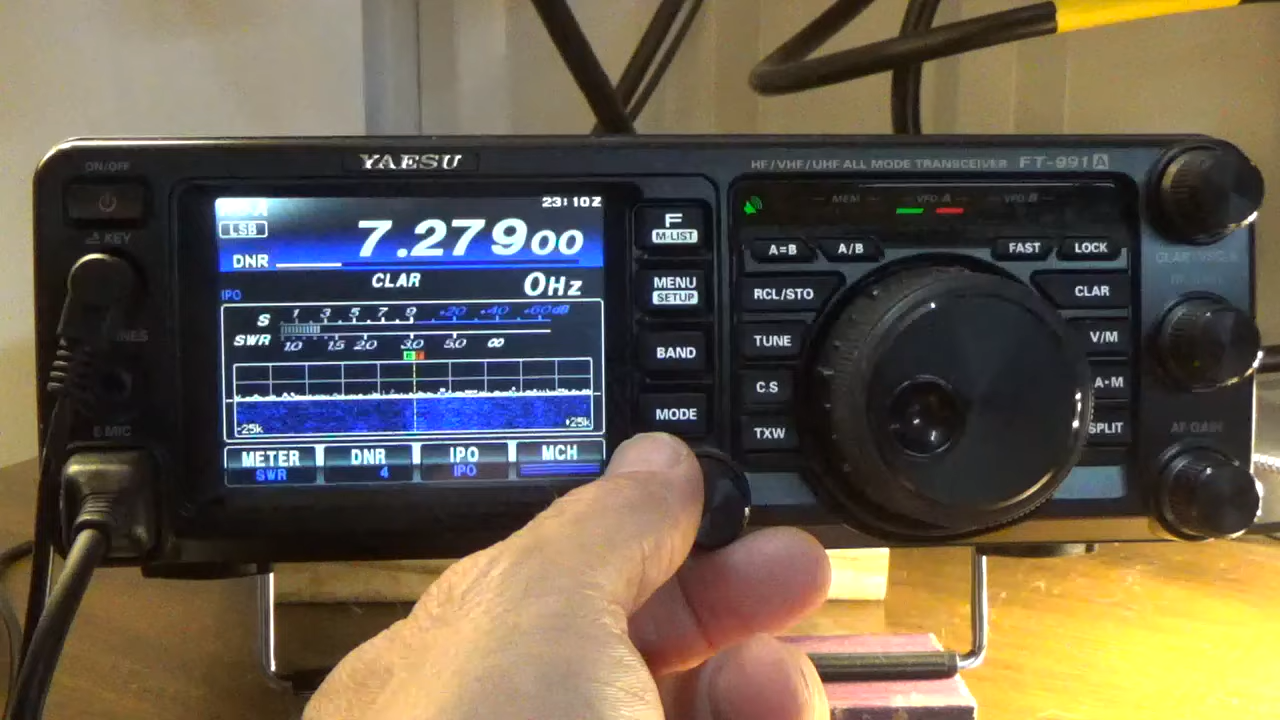 ON/OFF
YAESU
HF/VHF/UHF ALL MODE TRANSCEIVER FT-991A
KEY
23:10Z
LSB
7.27900
DNR
CLAR 0Hz
IPO
S 1 3 5 7 9 +20 +40 +60dB
SWR 1.0 1.5 2.0 3.0 5.0 ∞
-25k +25k
METER DNR IPO MCH
SWR 4 IPO
MIC
F
M-LIST
MENU
SETUP
BAND
MODE
MEM VFO A VFO B
A=B A/B FAST LOCK
RCL/STO CLAR
TUNE V/M
C.S A-M
TXW SPLIT
AF GAIN